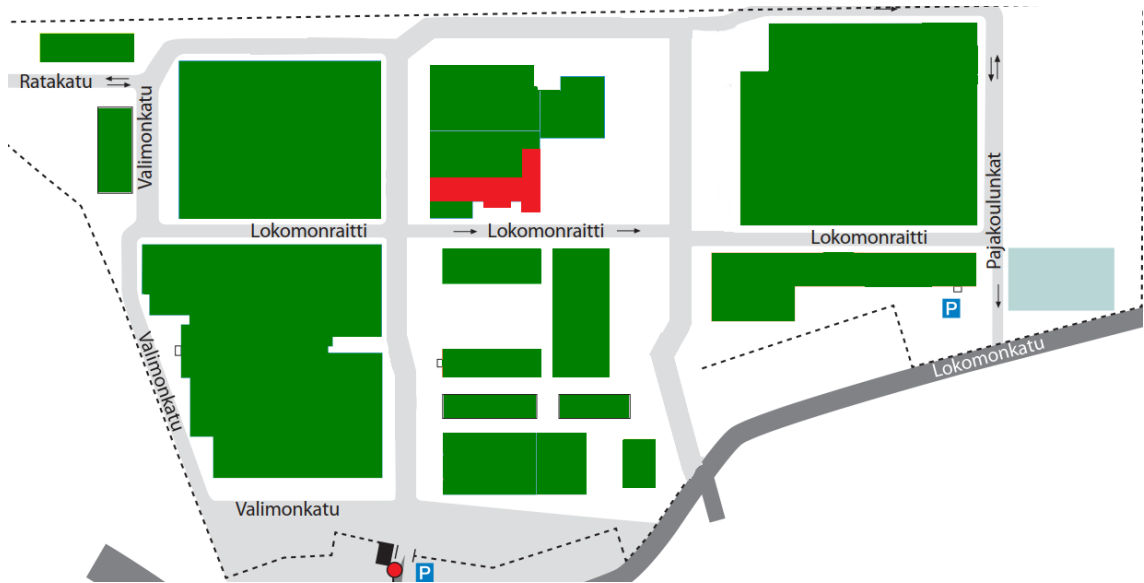 Ratakatu
Valimonkatu
Lokomonraitti
Lokomonraitti
Lokomonraitti
Pajakoulunkat
P
Valimonkatu
Lokomonkatu
Valimonkatu
P